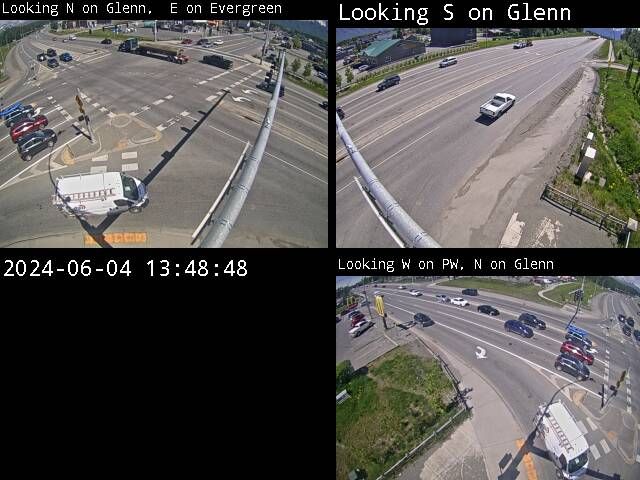 Looking N on Glenn, E on Evergreen
Looking S on Glenn
2024-06-04 13:48:48
Looking W on PW, N on Glenn